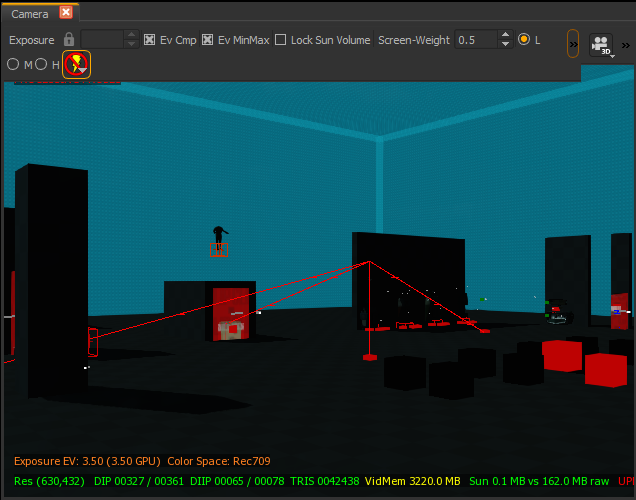 Camera
Exposure Ev Cmp Ev MinMax Lock Sun Volume Screen-Weight 0.5 L
M H 3D
Exposure EV: 3.50 (3.50 GPU) Color Space: Rec709
Res (630,432) DIP 00327 / 00361 DIIP 00065 / 00078 TRIS 0042438 VidMem 3220.0 MB Sun 0.1 MB vs 162.0 MB raw